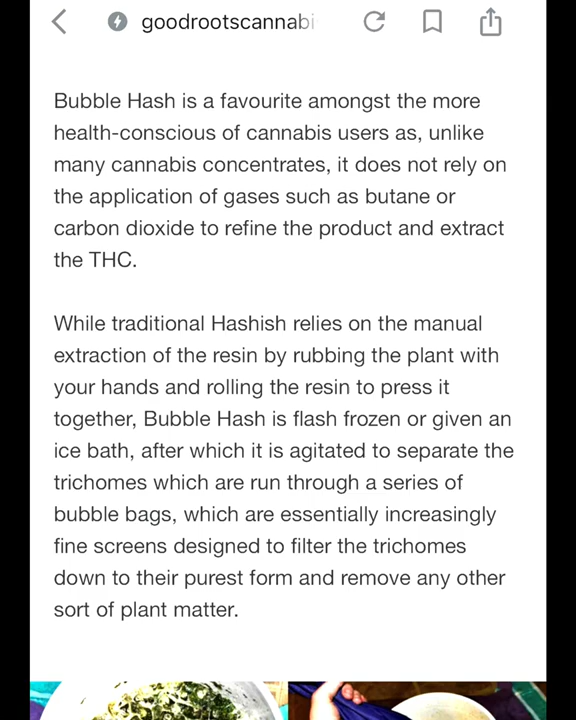 goodrootscannabi
Bubble Hash is a favourite amongst the more
health-conscious of cannabis users as, unlike
many cannabis concentrates, it does not rely on
the application of gases such as butane or
carbon dioxide to refine the product and extract
the THC.
While traditional Hashish relies on the manual
extraction of the resin by rubbing the plant with
your hands and rolling the resin to press it
together, Bubble Hash is flash frozen or given an
ice bath, after which it is agitated to separate the
trichomes which are run through a series of
bubble bags, which are essentially increasingly
fine screens designed to filter the trichomes
down to their purest form and remove any other
sort of plant matter.